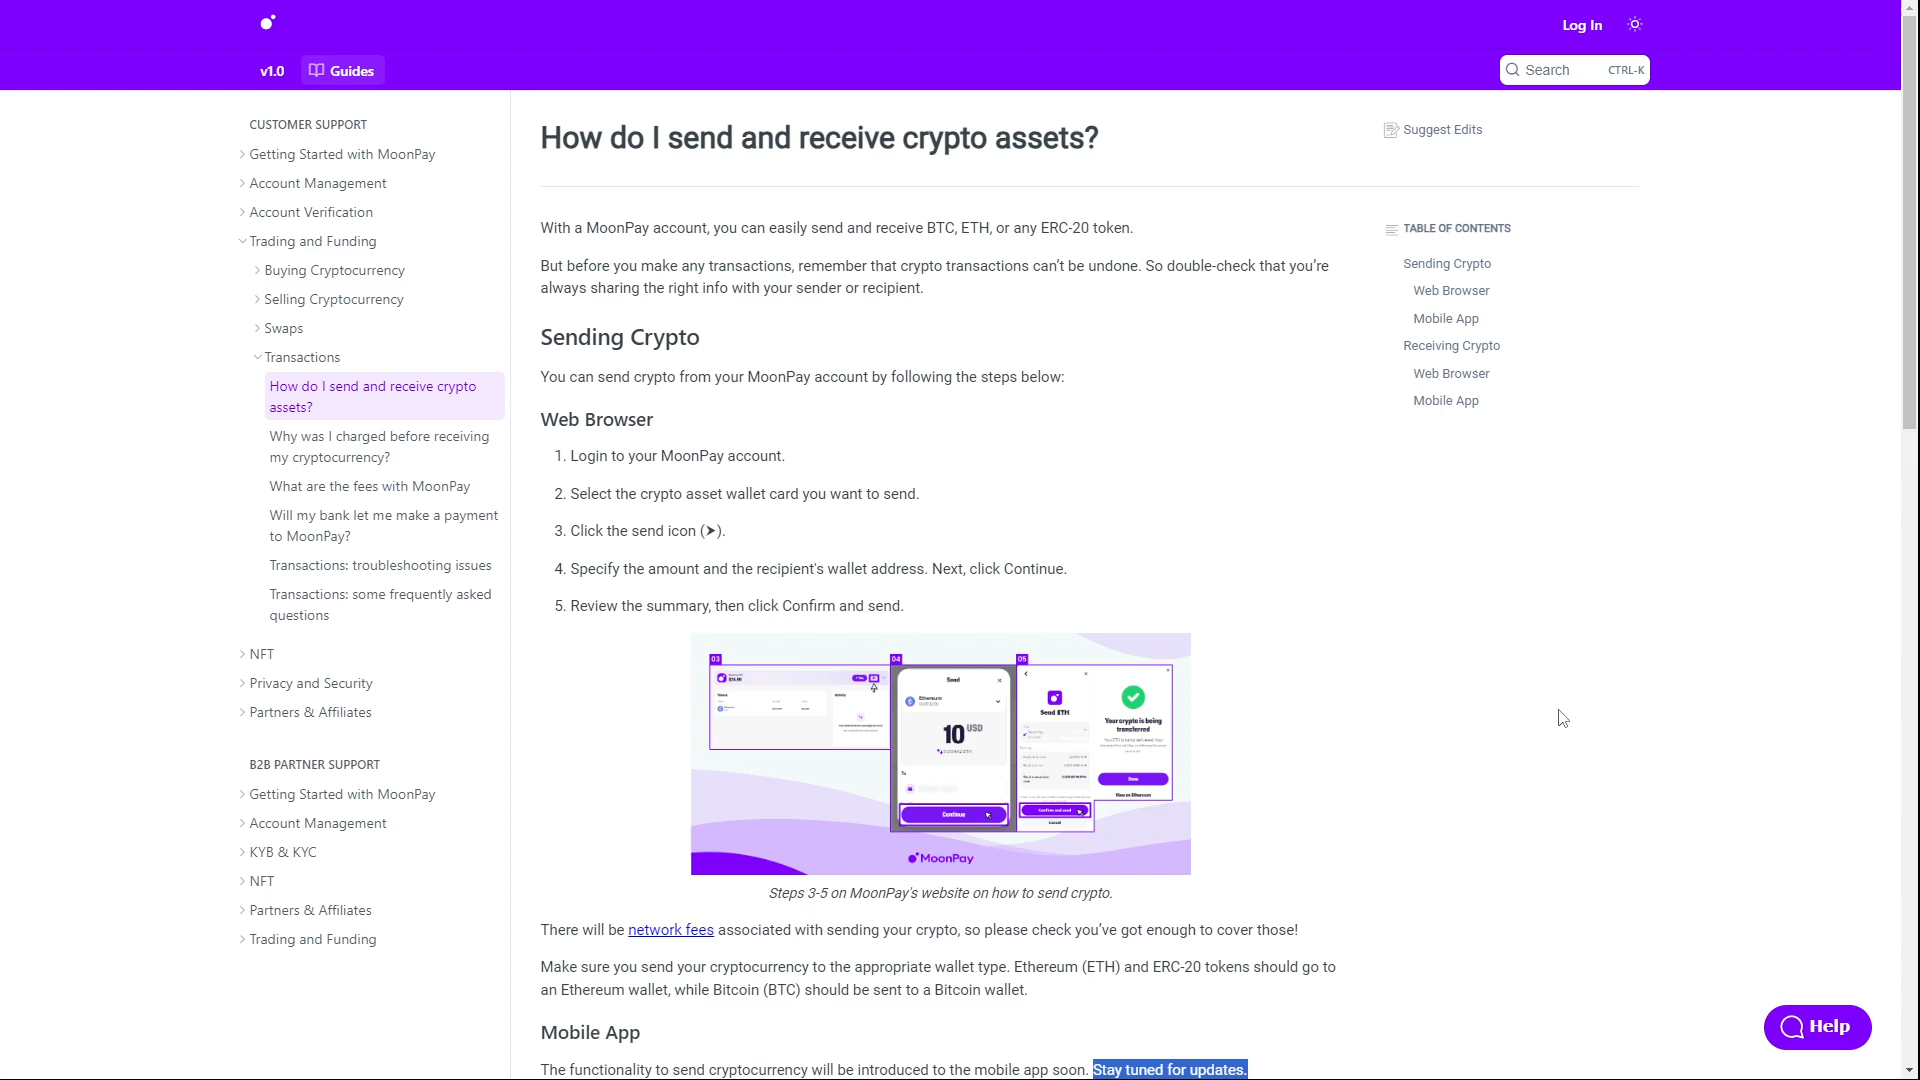 Log In
v1.0
Guides
Search
CTRL-K
CUSTOMER SUPPORT
Getting Started with MoonPay
Account Management
Account Verification
Trading and Funding
Buying Cryptocurrency
Selling Cryptocurrency
Swaps
Transactions
How do I send and receive crypto
assets?
Why was I charged before receiving
my cryptocurrency?
What are the fees with MoonPay
Will my bank let me make a payment
to MoonPay?
Transactions: troubleshooting issues
Transactions: some frequently asked
questions
NFT
Privacy and Security
Partners & Affiliates
B2B PARTNER SUPPORT
Getting Started with MoonPay
Account Management
KYB & KYC
NFT
Partners & Affiliates
Trading and Funding
How do I send and receive crypto assets?
Suggest Edits
With a MoonPay account, you can easily send and receive BTC, ETH, or any ERC-20 token.
But before you make any transactions, remember that crypto transactions can't be undone. So double-check that you're
always sharing the right info with your sender or recipient.
Sending Crypto
You can send crypto from your MoonPay account by following the steps below:
Web Browser
1. Login to your MoonPay account.
2. Select the crypto asset wallet card you want to send.
3. Click the send icon (➤).
4. Specify the amount and the recipient's wallet address. Next, click Continue.
5. Review the summary, then click Confirm and send.
03
04
Send
Ethereum
10 USD
Continue
05
Send ETH
Confirm and send
Cancel
Your crypto is being
transferred
Done
View on Etherscan
MoonPay
Steps 3-5 on MoonPay's website on how to send crypto.
There will be network fees associated with sending your crypto, so please check you've got enough to cover those!
Make sure you send your cryptocurrency to the appropriate wallet type. Ethereum (ETH) and ERC-20 tokens should go to
an Ethereum wallet, while Bitcoin (BTC) should be sent to a Bitcoin wallet.
Mobile App
The functionality to send cryptocurrency will be introduced to the mobile app soon. Stay tuned for updates.
TABLE OF CONTENTS
Sending Crypto
Web Browser
Mobile App
Receiving Crypto
Web Browser
Mobile App
Help